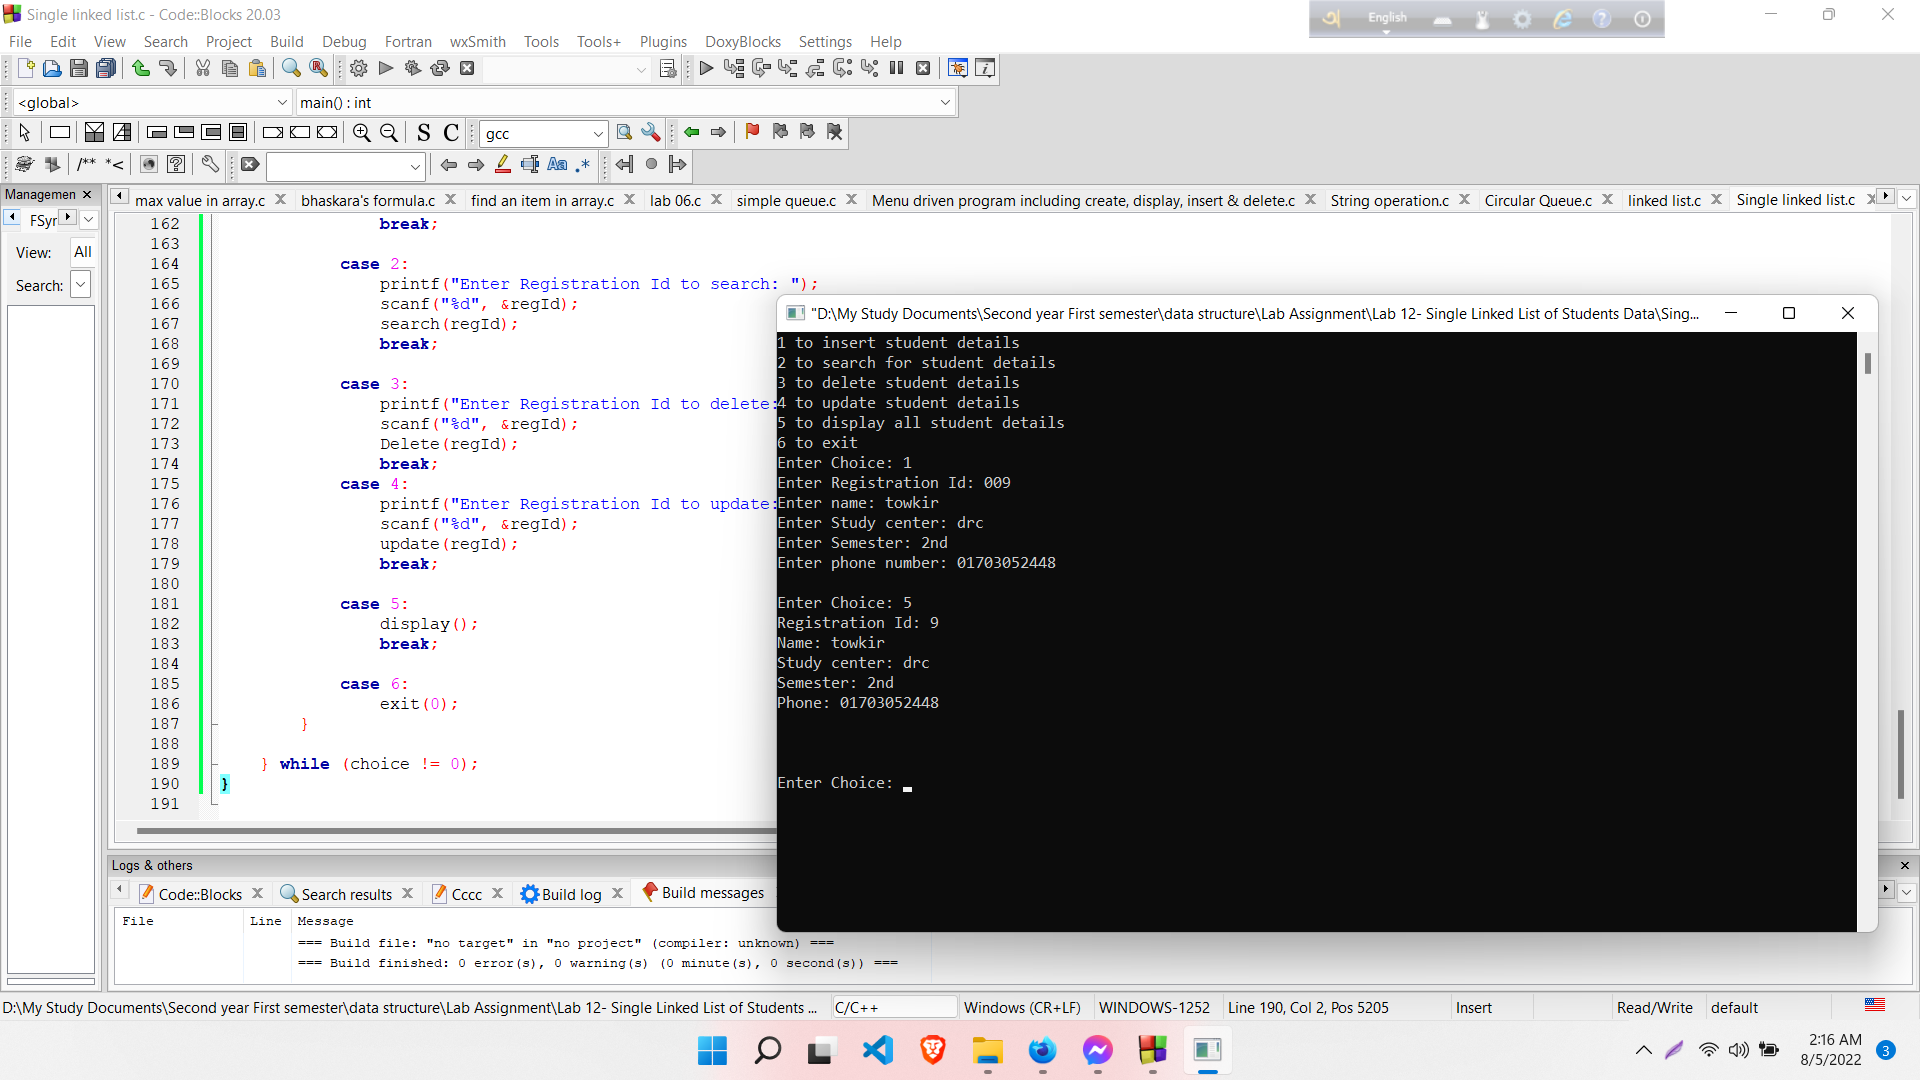 Single linked list.c - Code::Blocks 20.03
English
File Edit View Search Project Build Debug Fortran wxSmith Tools Tools+ Plugins DoxyBlocks Settings Help
<global> main() : int
S C gcc
/** *< Aa .*
Managemen
max value in array.c bhaskara's formula.c find an item in array.c lab 06.c simple queue.c Menu driven program including create, display, insert & delete.c String operation.c Circular Queue.c linked list.c Single linked list.c
FSyr
View: All
Search:
162 break;
163
164 case 2:
165 printf("Enter Registration Id to search: ");
166 scanf("%d", &regId);
167 search(regId);
168 break;
169
170 case 3:
171 printf("Enter Registration Id to delete:
172 scanf("%d", &regId);
173 Delete(regId);
174 break;
175 case 4:
176 printf("Enter Registration Id to update:
177 scanf("%d", &regId);
178 update(regId);
179 break;
180
181 case 5:
182 display();
183 break;
184
185 case 6:
186 exit(0);
187 }
188
189 } while (choice != 0);
190 }
191
"D:\My Study Documents\Second year First semester\data structure\Lab Assignment\Lab 12- Single Linked List of Students Data\Sing...
1 to insert student details
2 to search for student details
3 to delete student details
4 to update student details
5 to display all student details
6 to exit
Enter Choice: 1
Enter Registration Id: 009
Enter name: towkir
Enter Study center: drc
Enter Semester: 2nd
Enter phone number: 01703052448
Enter Choice: 5
Registration Id: 9
Name: towkir
Study center: drc
Semester: 2nd
Phone: 01703052448
Enter Choice:
Logs & others
Code::Blocks Search results Cccc Build log Build messages
File Line Message
=== Build file: "no target" in "no project" (compiler: unknown) ===
=== Build finished: 0 error(s), 0 warning(s) (0 minute(s), 0 second(s)) ===
D:\My Study Documents\Second year First semester\data structure\Lab Assignment\Lab 12- Single Linked List of Students ... C/C++ Windows (CR+LF) WINDOWS-1252 Line 190, Col 2, Pos 5205 Insert Read/Write default
2:16 AM
8/5/2022 3